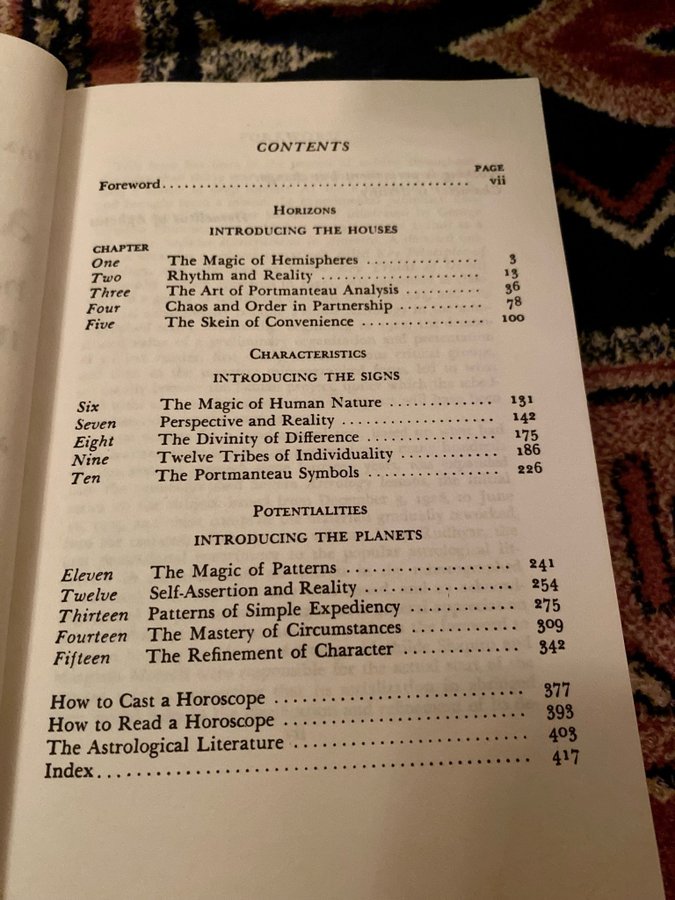 CONTENTS
PAGE
Foreword........................................ vii
HORIZONS
INTRODUCING THE HOUSES
CHAPTER
One The Magic of Hemispheres ............... 3
Two Rhythm and Reality ..................... 13
Three The Art of Portmanteau Analysis .......... 36
Four Chaos and Order in Partnership ........... 78
Five The Skein of Convenience ................ 100
CHARACTERISTICS
INTRODUCING THE SIGNS
Six The Magic of Human Nature ............. 131
Seven Perspective and Reality .................. 142
Eight The Divinity of Difference ................ 175
Nine Twelve Tribes of Individuality ............ 186
Ten The Portmanteau Symbols ................ 226
POTENTIALITIES
INTRODUCING THE PLANETS
Eleven The Magic of Patterns .................... 241
Twelve Self-Assertion and Reality ................ 254
Thirteen Patterns of Simple Expediency ............ 275
Fourteen The Mastery of Circumstances ............ 309
Fifteen The Refinement of Character ............. 342
How to Cast a Horoscope ........................... 377
How to Read a Horoscope .......................... 393
The Astrological Literature ......................... 403
Index............................................. 417